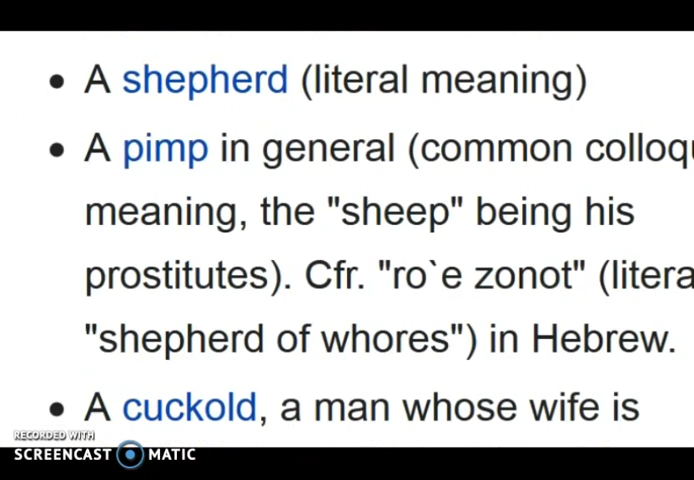 A shepherd (literal meaning)
A pimp in general (common colloqu
meaning, the "sheep" being his
prostitutes). Cfr. "ro`e zonot" (litera
"shepherd of whores") in Hebrew.
A cuckold, a man whose wife is
RECORDED WITH
SCREENCAST MATIC